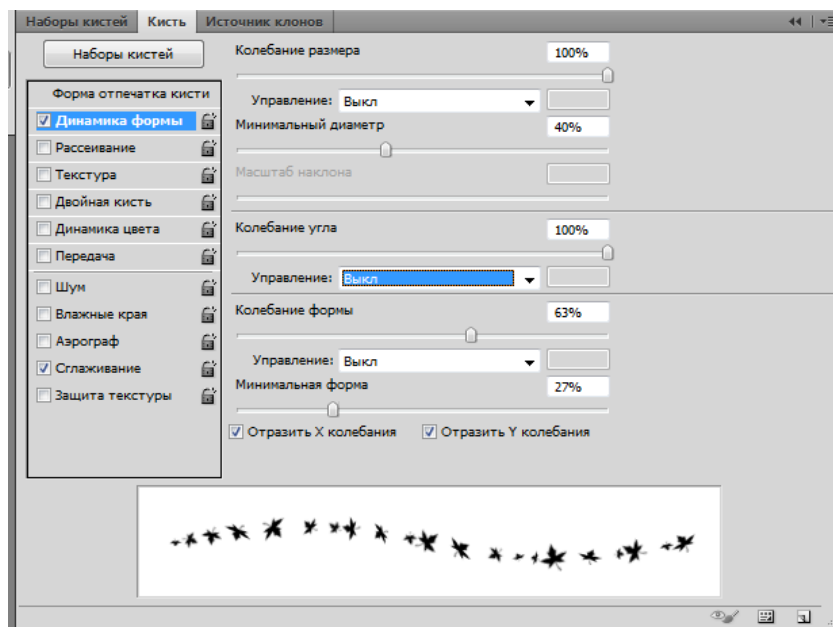 Наборы кистей Кисть Источник клонов
Наборы кистей
Форма отпечатка кисти
Динамика формы
Рассеивание
Текстура
Двойная кисть
Динамика цвета
Передача
Шум
Влажные края
Аэрограф
Сглаживание
Защита текстуры
Колебание размера 100%
Управление: Выкл
Минимальный диаметр 40%
Масштаб наклона
Колебание угла 100%
Управление: Выкл
Колебание формы 63%
Управление: Выкл
Минимальная форма 27%
Отразить X колебания Отразить Y колебания